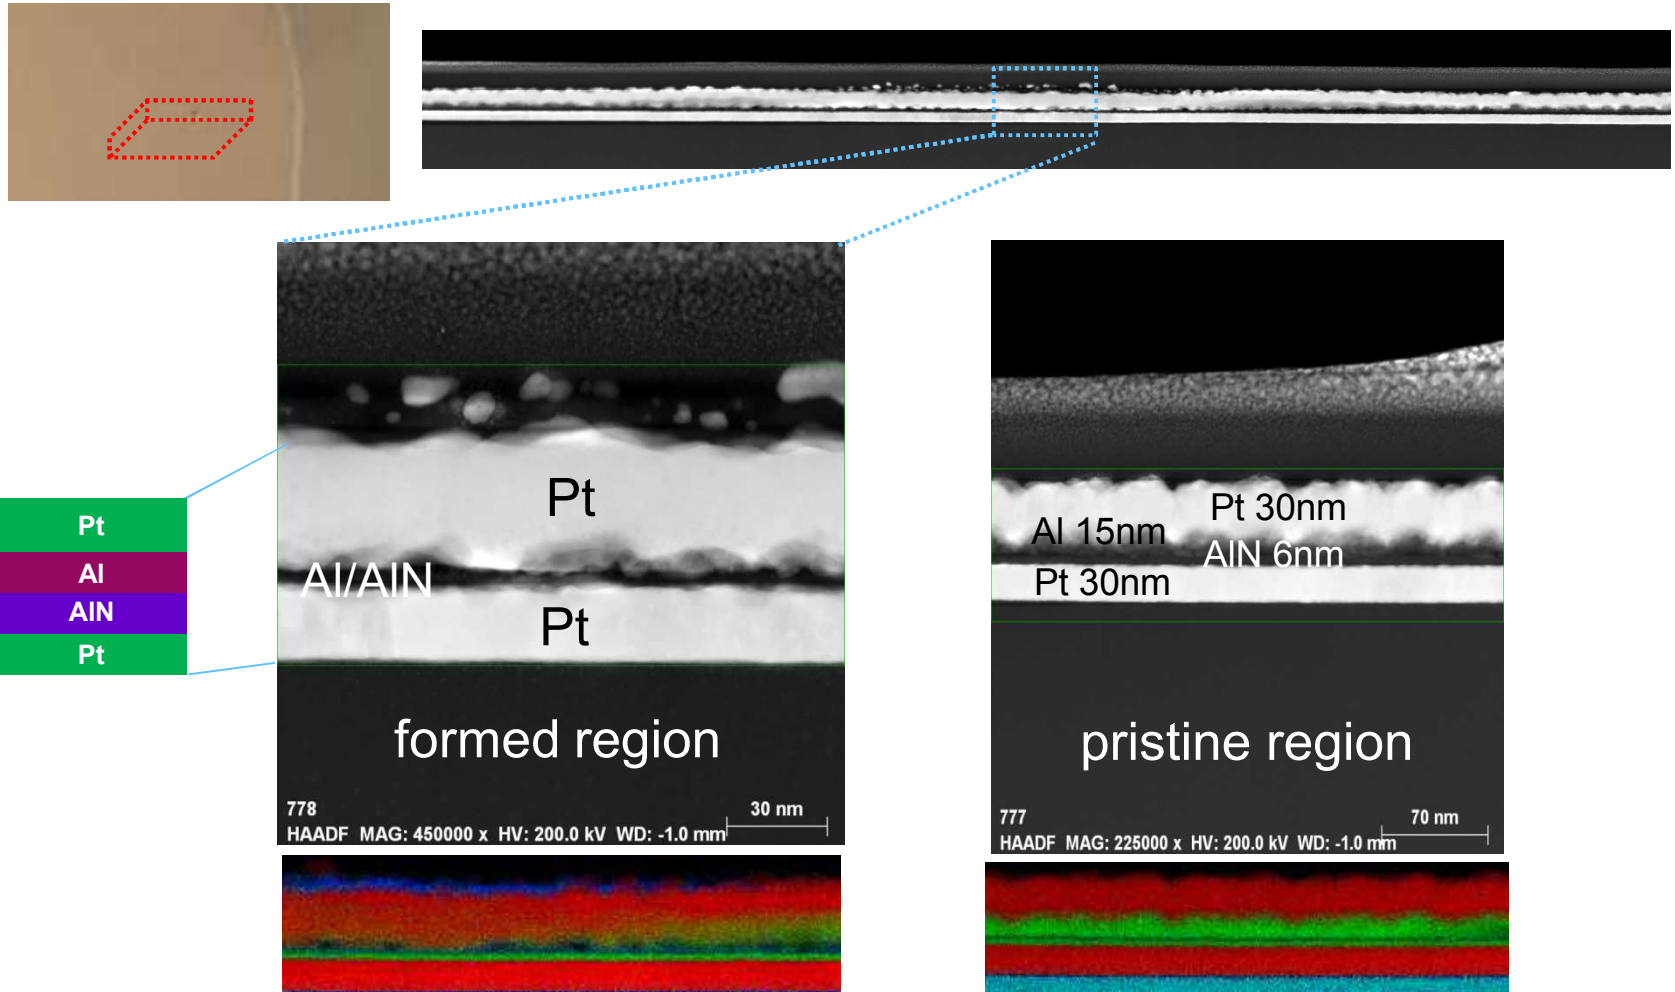 Pt
Al
AlN
Pt
Pt
Al/AlN
Pt
formed region
778
30 nm
HAADF MAG: 450000 x HV: 200.0 kV WD: -1.0 mm
Pt 30nm
Al 15nm
AlN 6nm
Pt 30nm
pristine region
777
70 nm
HAADF MAG: 225000 x HV: 200.0 kV WD: -1.0 mm